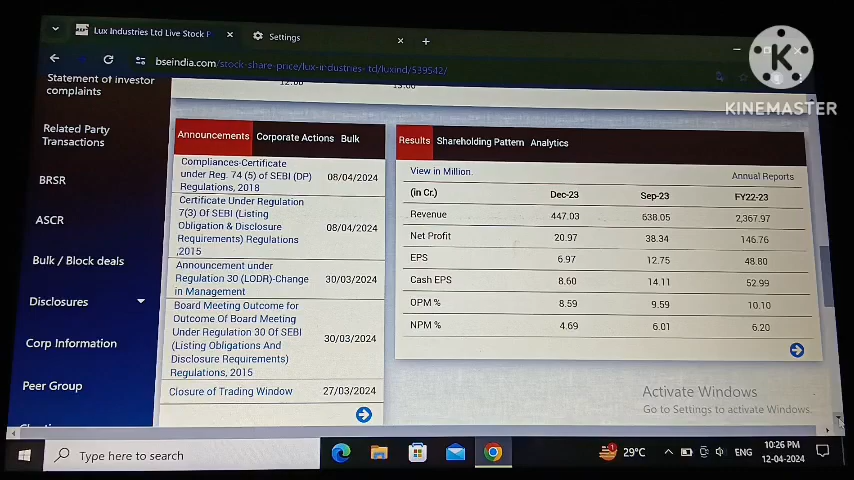 Lux Industries Ltd Live Stock P
Settings
bseindia.com/stock-share-price/lux-industries-ltd/luxind/539542/
KINEMASTER
Statement of investor
complaints
Related Party
Transactions
BRSR
ASCR
Bulk / Block deals
Disclosures
Corp Information
Peer Group
12:00
13:00
Announcements Corporate Actions Bulk
Compliances-Certificate
under Reg. 74 (5) of SEBI (DP) 08/04/2024
Regulations, 2018
Certificate Under Regulation
7(3) Of SEBI (Listing
Obligation & Disclosure 08/04/2024
Requirements) Regulations
,2015
Announcement under
Regulation 30 (LODR)-Change 30/03/2024
in Management
Board Meeting Outcome for
Outcome Of Board Meeting
Under Regulation 30 Of SEBI 30/03/2024
(Listing Obligations And
Disclosure Requirements)
Regulations, 2015
Closure of Trading Window 27/03/2024
Results Shareholding Pattern Analytics
View in Million. Annual Reports
(in Cr.) Dec-23 Sep-23 FY22-23
Revenue 447.03 638.05 2,367.97
Net Profit 20.97 38.34 146.76
EPS 6.97 12.75 48.80
Cash EPS 8.60 14.11 52.99
OPM % 8.59 9.59 10.10
NPM % 4.69 6.01 6.20
Activate Windows
Go to Settings to activate Windows.
Type here to search
1
29°C
ENG
10:26 PM
12-04-2024